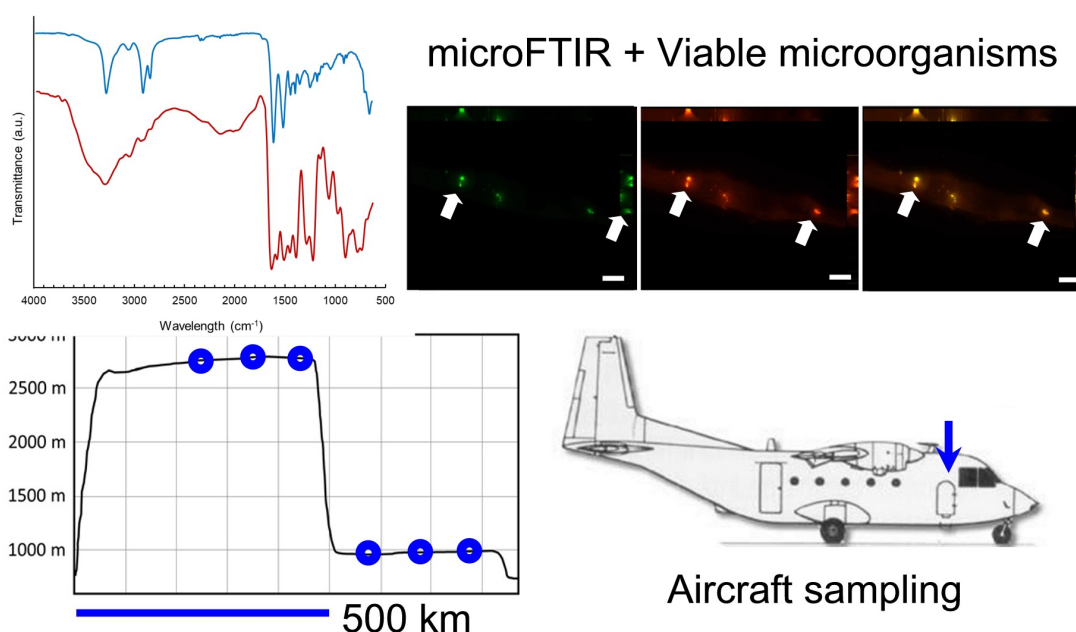 microFTIR + Viable microorganisms
Transmittance (a.u.)
4000 3500 3000 2500 2000 1500 1000 500
Wavelength (cm⁻¹)
3000 m
2500 m
2000 m
1500 m
1000 m
500 km
Aircraft sampling